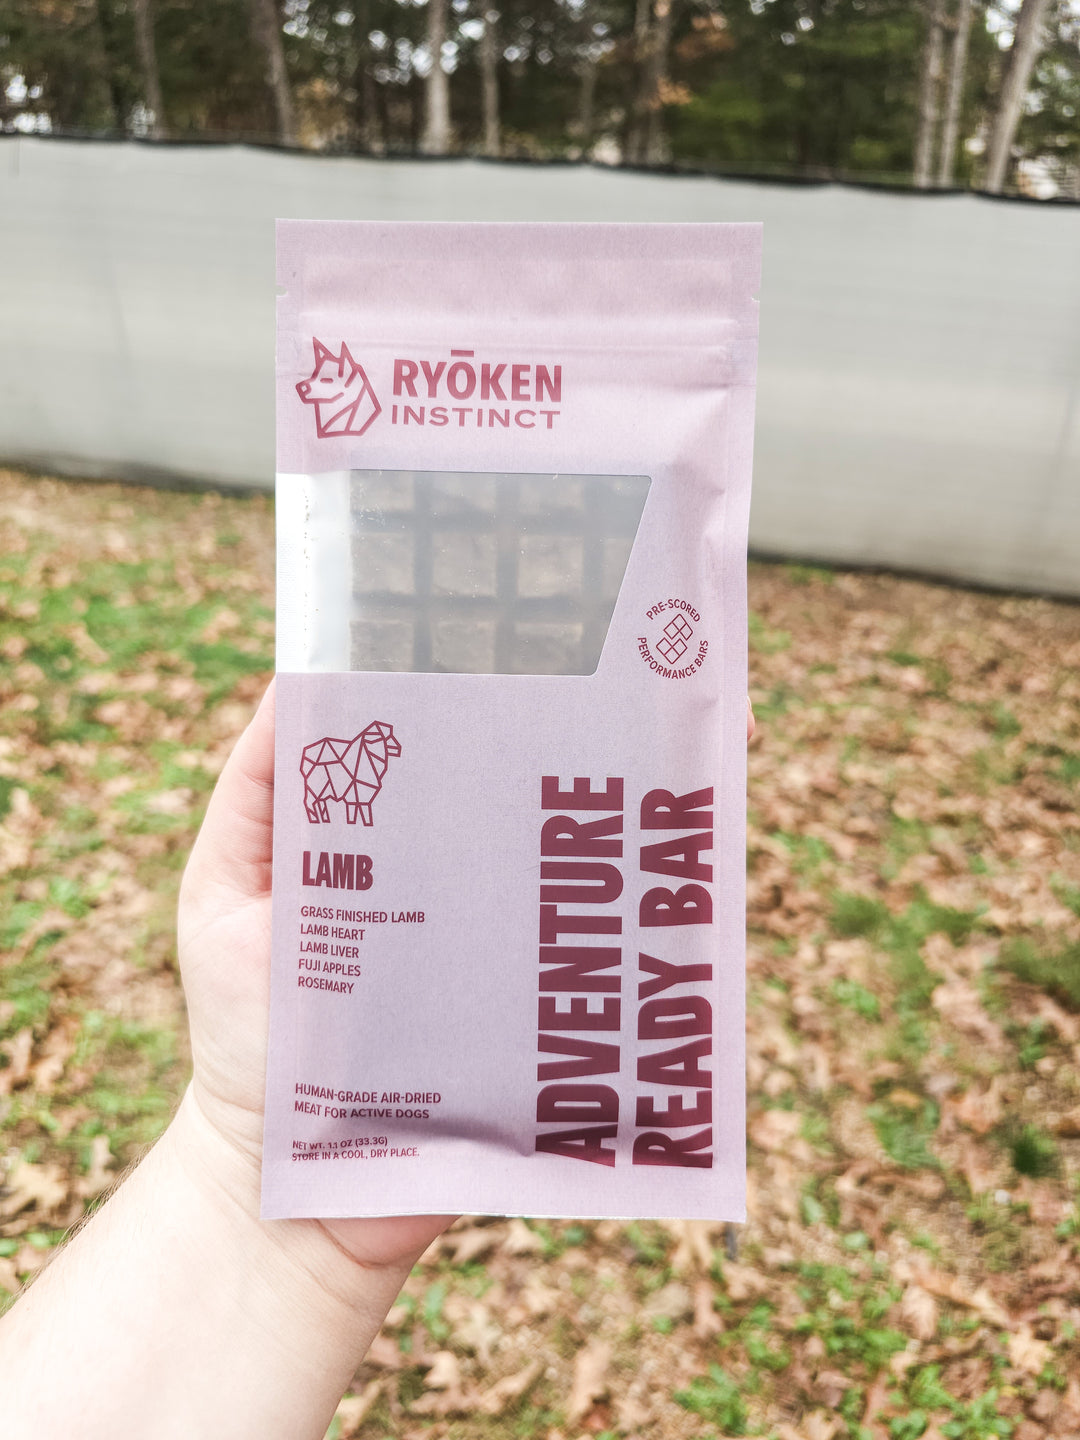 RYŌKEN
INSTINCT
PRE-SCORED
PERFORMANCE BARS
LAMB
GRASS FINISHED LAMB
LAMB HEART
LAMB LIVER
FUJI APPLES
ROSEMARY
ADVENTURE
READY BAR
HUMAN-GRADE AIR-DRIED
MEAT FOR ACTIVE DOGS
NET WT. 1.1 OZ (33.3G)
STORE IN A COOL, DRY PLACE.